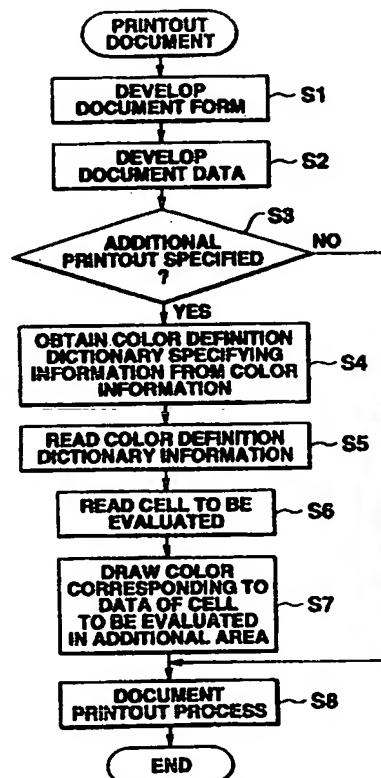 PRINTOUT
DOCUMENT
DEVELOP
DOCUMENT FORM
S1
DEVELOP
DOCUMENT DATA
S2
S3
ADDITIONAL
PRINTOUT SPECIFIED
?
NO
YES
OBTAIN COLOR DEFINITION
DICTIONARY SPECIFYING
INFORMATION FROM COLOR
INFORMATION
S4
READ COLOR DEFINITION
DICTIONARY INFORMATION
S5
READ CELL TO BE
EVALUATED
S6
DRAW COLOR
CORRESPONDING TO
DATA OF CELL
TO BE EVALUATED
IN ADDITIONAL AREA
S7
DOCUMENT
PRINTOUT PROCESS
S8
END